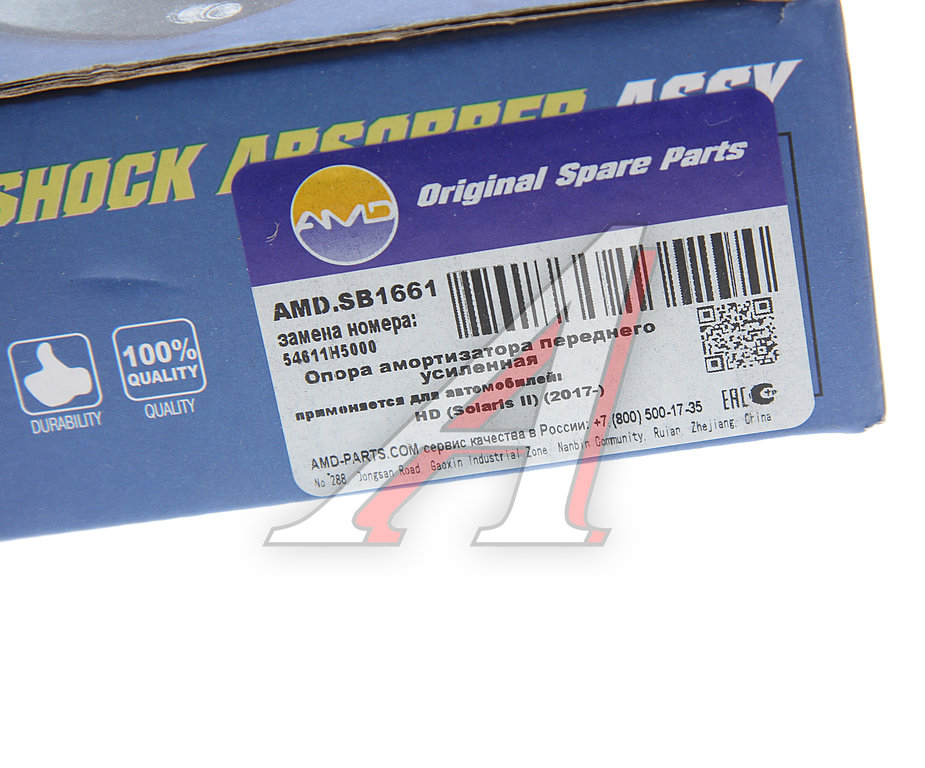 SHOCK ABSORBER ASSY
AMD
Original Spare Parts
AMD.SB1661
замена номера:
54611H5000
Опора амортизатора переднего
усиленная
применяется для автомобилей:
HD (Solaris II) (2017-)
AMD-PARTS.COM сервис качества в России: +7 (800) 500-17-35
No 288, Dongsan Road, Gaoxin Industrial Zone, Nanbin Community, Ruian, Zhejiang, China
EAC
DURABILITY
100%
QUALITY
QUALITY